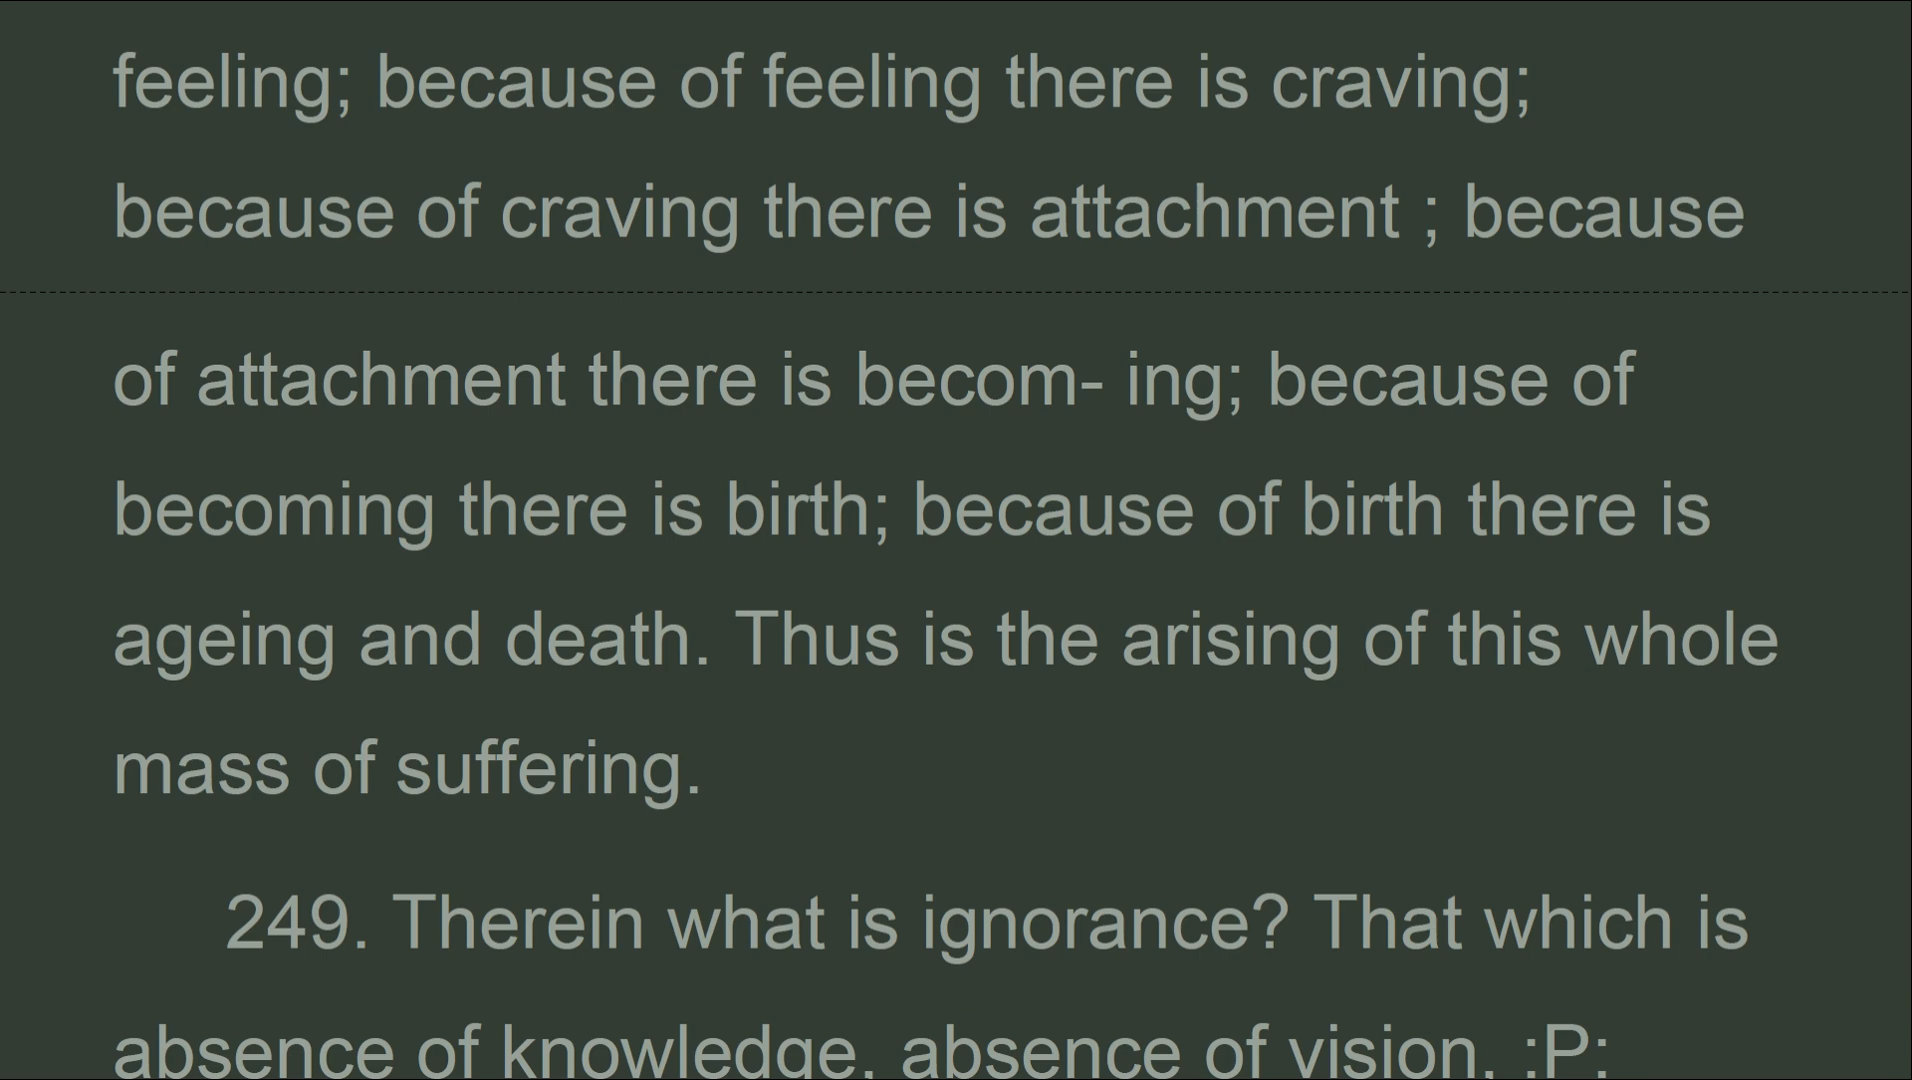 feeling; because of feeling there is craving;
because of craving there is attachment ; because
of attachment there is becom- ing; because of
becoming there is birth; because of birth there is
ageing and death. Thus is the arising of this whole
mass of suffering.
249. Therein what is ignorance? That which is
absence of knowledge, absence of vision, :P: